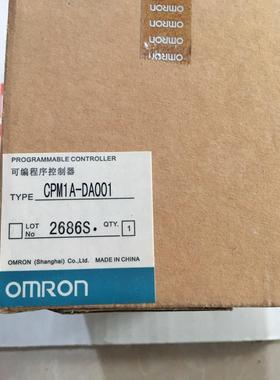 OMRON
OMRON
OMRON
OMRON
PROGRAMMABLE CONTROLLER
可编程序控制器
TYPE CPM1A-DA001
LOT No 2686S. QTY. 1
OMRON (Shanghai) Co., Ltd. MADE IN CHINA
OMRON